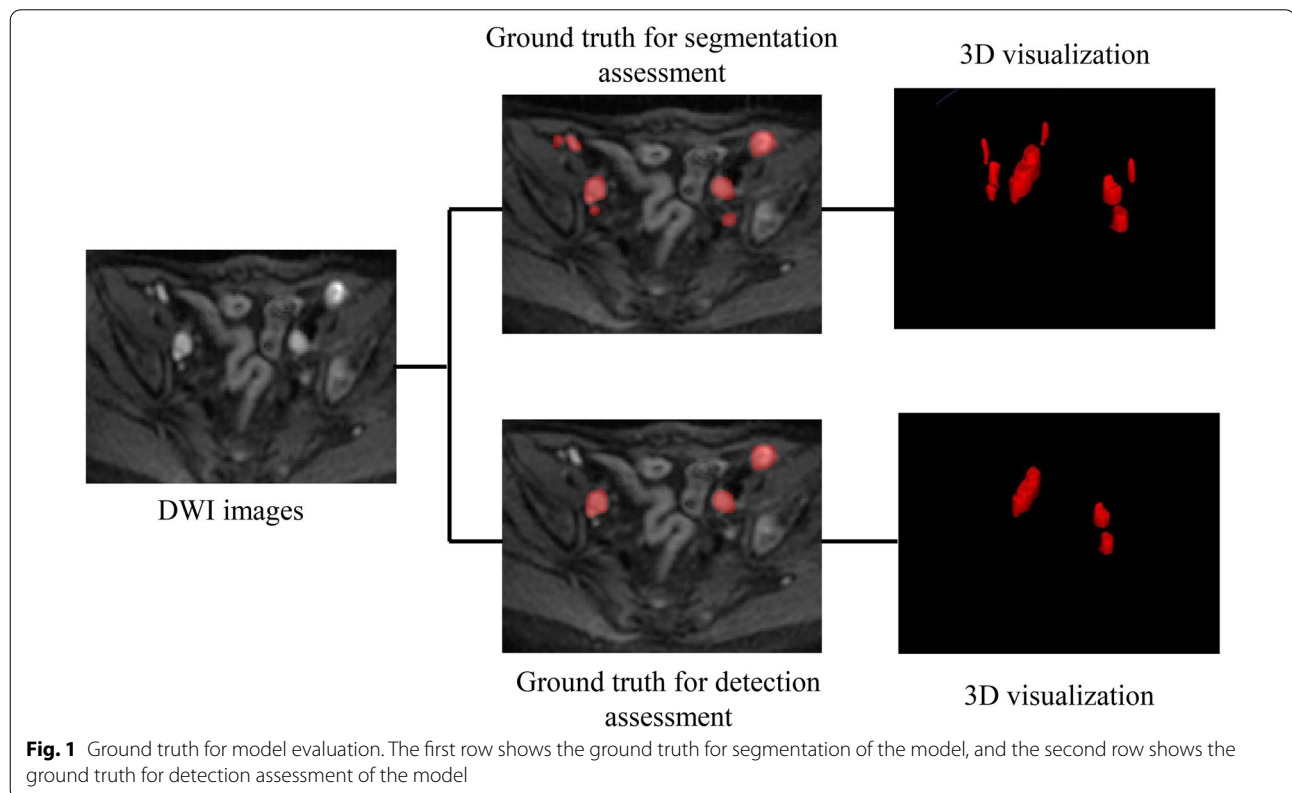 Ground truth for segmentation
assessment
3D visualization
DWI images
Ground truth for detection
assessment
3D visualization
Fig. 1 Ground truth for model evaluation. The first row shows the ground truth for segmentation of the model, and the second row shows the
ground truth for detection assessment of the model